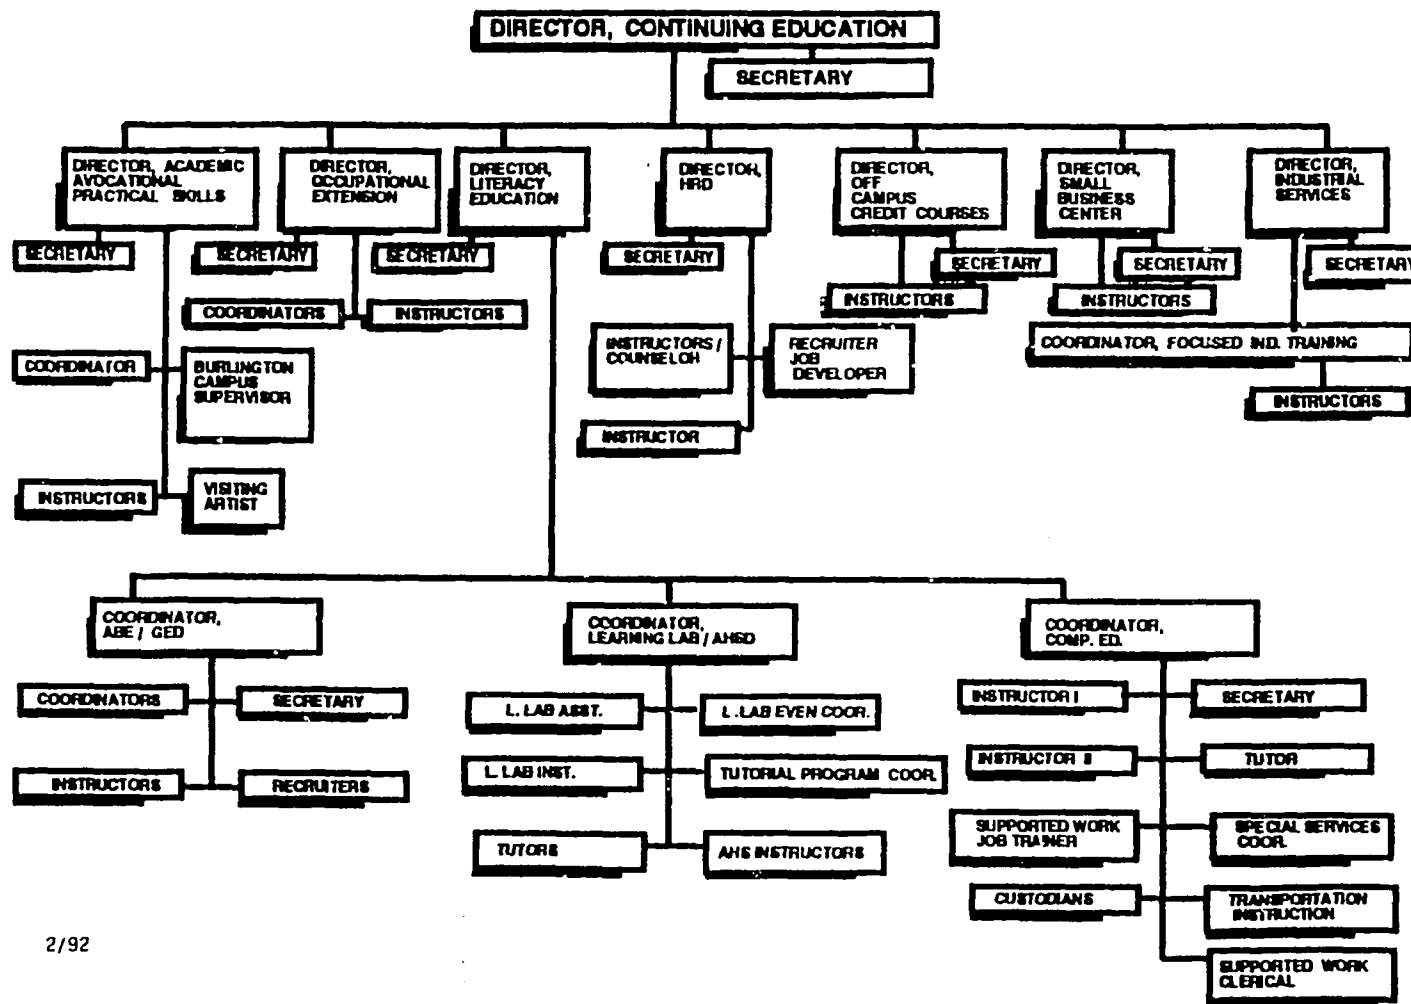 DIRECTOR, CONTINUING EDUCATION
SECRETARY
DIRECTOR, ACADEMIC
AVOCATIONAL
PRACTICAL SKILLS
DIRECTOR,
OCCUPATIONAL
EXTENSION
DIRECTOR,
LITERACY
EDUCATION
DIRECTOR,
HRD
DIRECTOR,
OFF
CAMPUS
CREDIT COURSES
DIRECTOR,
SMALL
BUSINESS
CENTER
DIRECTOR,
INDUSTRIAL
SERVICES
SECRETARY
SECRETARY
SECRETARY
SECRETARY
SECRETARY
SECRETARY
SECRETARY
COORDINATORS
INSTRUCTORS
INSTRUCTORS
INSTRUCTORS
COORDINATOR
BURLINGTON
CAMPUS
SUPERVISOR
INSTRUCTORS /
COUNSELOR
RECRUITER
JOB
DEVELOPER
COORDINATOR, FOCUSED IND. TRAINING
INSTRUCTORS
INSTRUCTOR
INSTRUCTORS
VISITING
ARTIST
COORDINATOR,
ABE / GED
COORDINATOR,
LEARNING LAB / AHSD
COORDINATOR,
COMP. ED.
COORDINATORS
SECRETARY
INSTRUCTORS
RECRUITERS
L. LAB ASST.
L. LAB EVEN COOR.
L. LAB INST.
TUTORIAL PROGRAM COOR.
TUTORS
AHS INSTRUCTORS
INSTRUCTOR I
SECRETARY
INSTRUCTOR II
TUTOR
SUPPORTED WORK
JOB TRAINER
SPECIAL SERVICES
COOR.
CUSTODIANS
TRANSPORTATION
INSTRUCTION
SUPPORTED WORK
CLERICAL
2/92